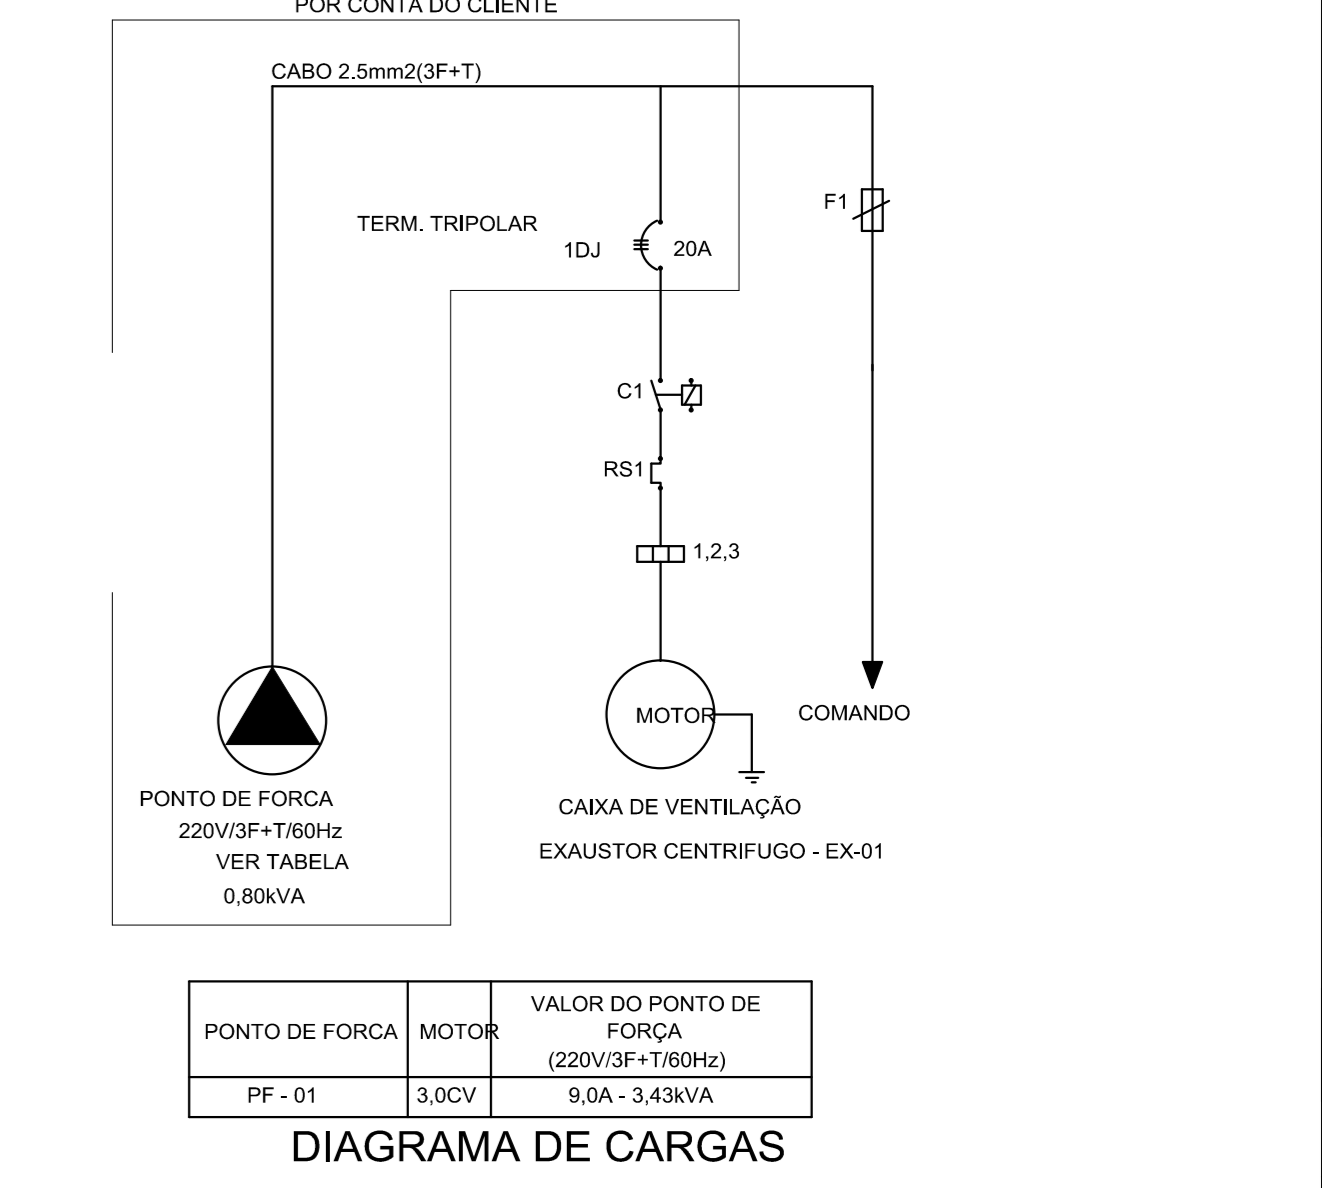 POR CONTA DO CLIENTE
CABO 2.5mm2(3F+T)
F1
TERM. TRIPOLAR
1DJ
20A
C1
RS1
1,2,3
MOTOR
COMANDO
PONTO DE FORCA
220V/3F+T/60Hz
VER TABELA
0,80kVA
CAIXA DE VENTILAÇÃO
EXAUSTOR CENTRIFUGO - EX-01
PONTO DE FORCA
MOTOR
VALOR DO PONTO DE
FORÇA
(220V/3F+T/60Hz)
PF - 01
3,0CV
9,0A - 3,43kVA
DIAGRAMA DE CARGAS